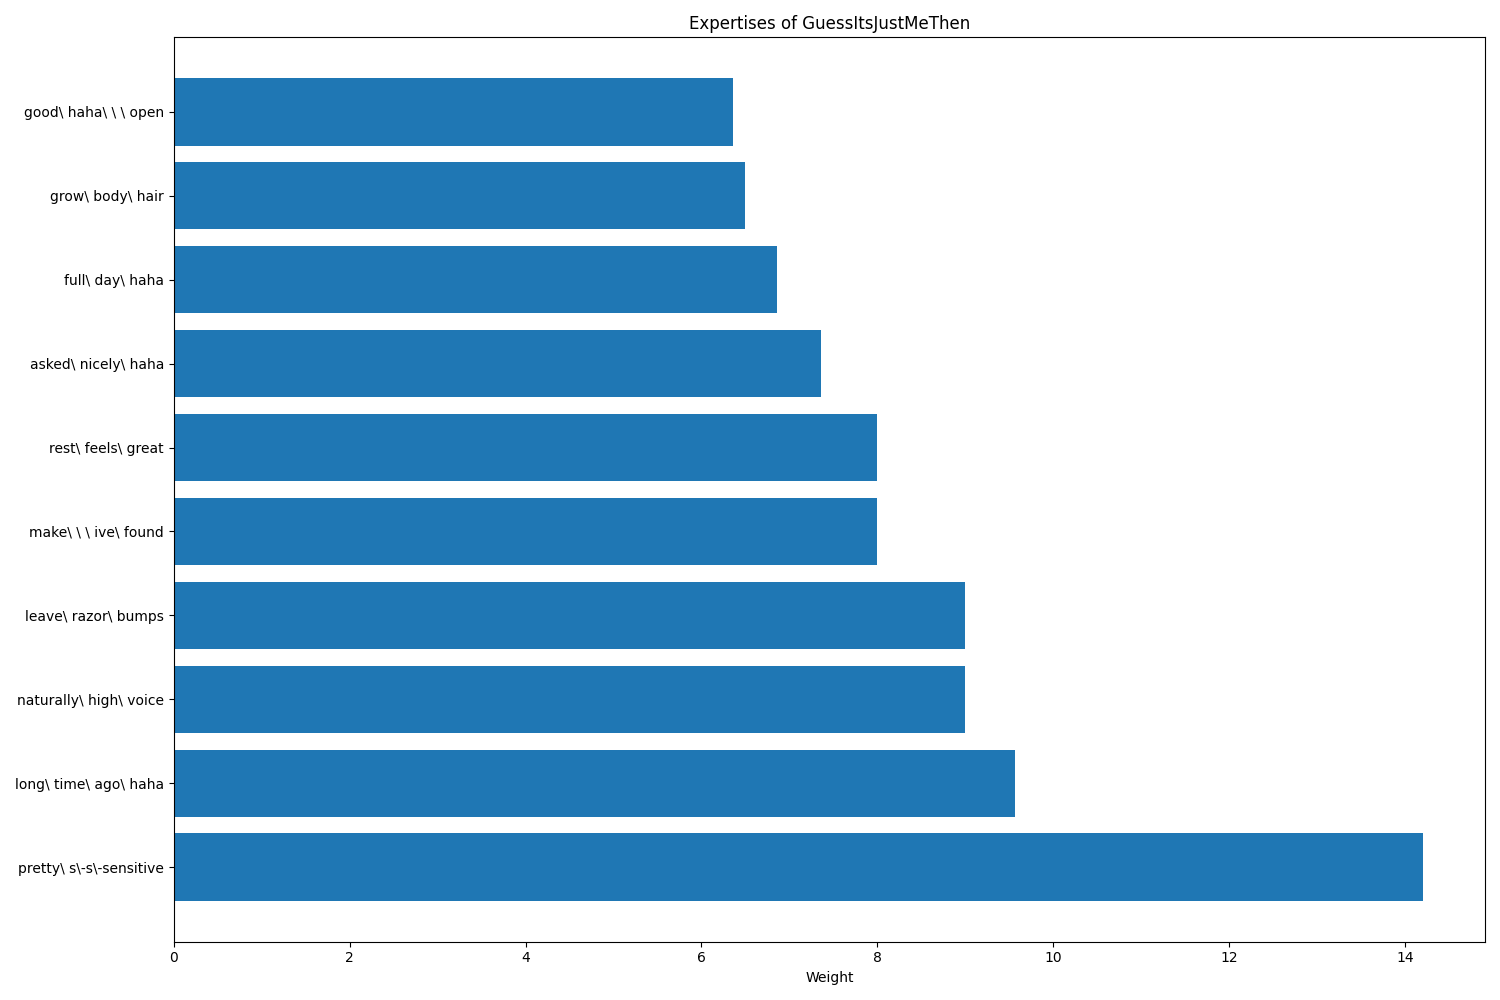 Expertises of GuessItsJustMeThen
good\ haha\ \ \ open
grow\ body\ hair
full\ day\ haha
asked\ nicely\ haha
rest\ feels\ great
make\ \ \ ive\ found
leave\ razor\ bumps
naturally\ high\ voice
long\ time\ ago\ haha
pretty\ s\-s\-sensitive
0 2 4 6 8 10 12 14
Weight